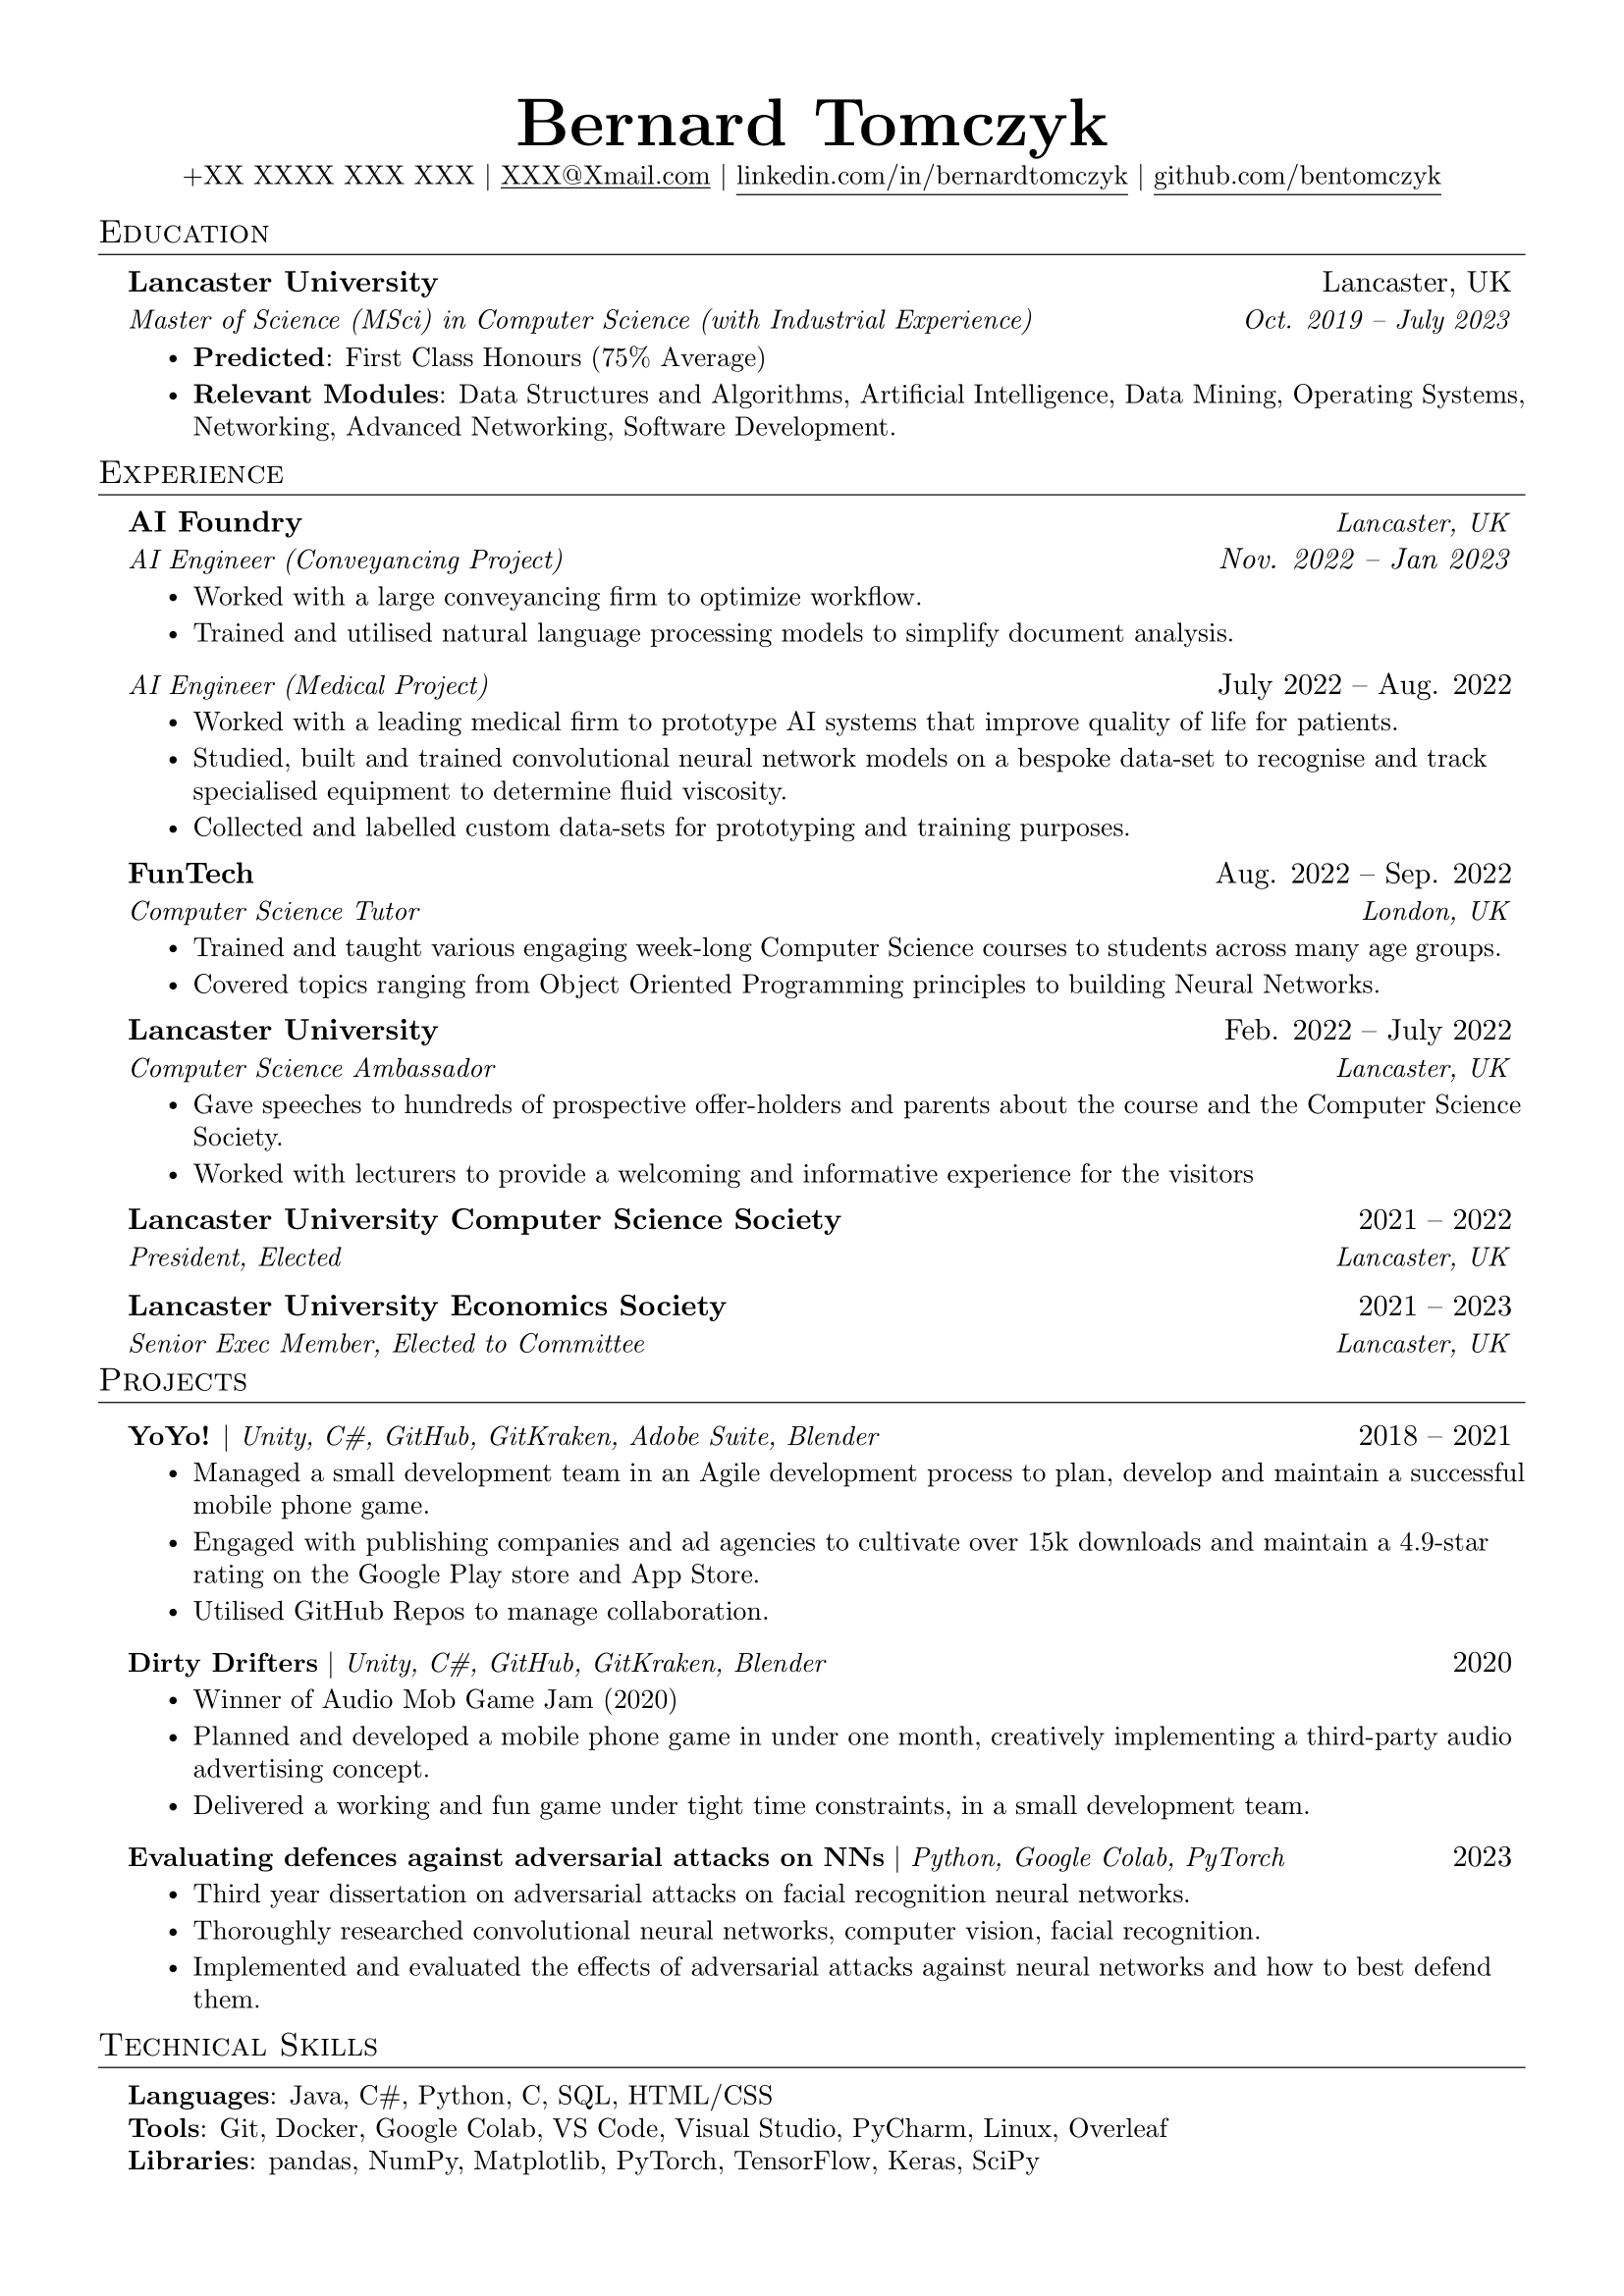 Bernard Tomczyk
+XX XXXX XXX XXX | XXX@Xmail.com | linkedin.com/in/bernardtomczyk | github.com/bentomczyk
Education
Lancaster University Lancaster, UK
Master of Science (MSci) in Computer Science (with Industrial Experience) Oct. 2019 – July 2023
• Predicted: First Class Honours (75% Average)
• Relevant Modules: Data Structures and Algorithms, Artificial Intelligence, Data Mining, Operating Systems,
Networking, Advanced Networking, Software Development.
Experience
AI Foundry Lancaster, UK
AI Engineer (Conveyancing Project) Nov. 2022 – Jan 2023
• Worked with a large conveyancing firm to optimize workflow.
• Trained and utilised natural language processing models to simplify document analysis.
AI Engineer (Medical Project) July 2022 – Aug. 2022
• Worked with a leading medical firm to prototype AI systems that improve quality of life for patients.
• Studied, built and trained convolutional neural network models on a bespoke data-set to recognise and track
specialised equipment to determine fluid viscosity.
• Collected and labelled custom data-sets for prototyping and training purposes.
FunTech Aug. 2022 – Sep. 2022
Computer Science Tutor London, UK
• Trained and taught various engaging week-long Computer Science courses to students across many age groups.
• Covered topics ranging from Object Oriented Programming principles to building Neural Networks.
Lancaster University Feb. 2022 – July 2022
Computer Science Ambassador Lancaster, UK
• Gave speeches to hundreds of prospective offer-holders and parents about the course and the Computer Science
Society.
• Worked with lecturers to provide a welcoming and informative experience for the visitors
Lancaster University Computer Science Society 2021 – 2022
President, Elected Lancaster, UK
Lancaster University Economics Society 2021 – 2023
Senior Exec Member, Elected to Committee Lancaster, UK
Projects
YoYo! | Unity, C#, GitHub, GitKraken, Adobe Suite, Blender 2018 – 2021
• Managed a small development team in an Agile development process to plan, develop and maintain a successful
mobile phone game.
• Engaged with publishing companies and ad agencies to cultivate over 15k downloads and maintain a 4.9-star
rating on the Google Play store and App Store.
• Utilised GitHub Repos to manage collaboration.
Dirty Drifters | Unity, C#, GitHub, GitKraken, Blender 2020
• Winner of Audio Mob Game Jam (2020)
• Planned and developed a mobile phone game in under one month, creatively implementing a third-party audio
advertising concept.
• Delivered a working and fun game under tight time constraints, in a small development team.
Evaluating defences against adversarial attacks on NNs | Python, Google Colab, PyTorch 2023
• Third year dissertation on adversarial attacks on facial recognition neural networks.
• Thoroughly researched convolutional neural networks, computer vision, facial recognition.
• Implemented and evaluated the effects of adversarial attacks against neural networks and how to best defend
them.
Technical Skills
Languages: Java, C#, Python, C, SQL, HTML/CSS
Tools: Git, Docker, Google Colab, VS Code, Visual Studio, PyCharm, Linux, Overleaf
Libraries: pandas, NumPy, Matplotlib, PyTorch, TensorFlow, Keras, SciPy